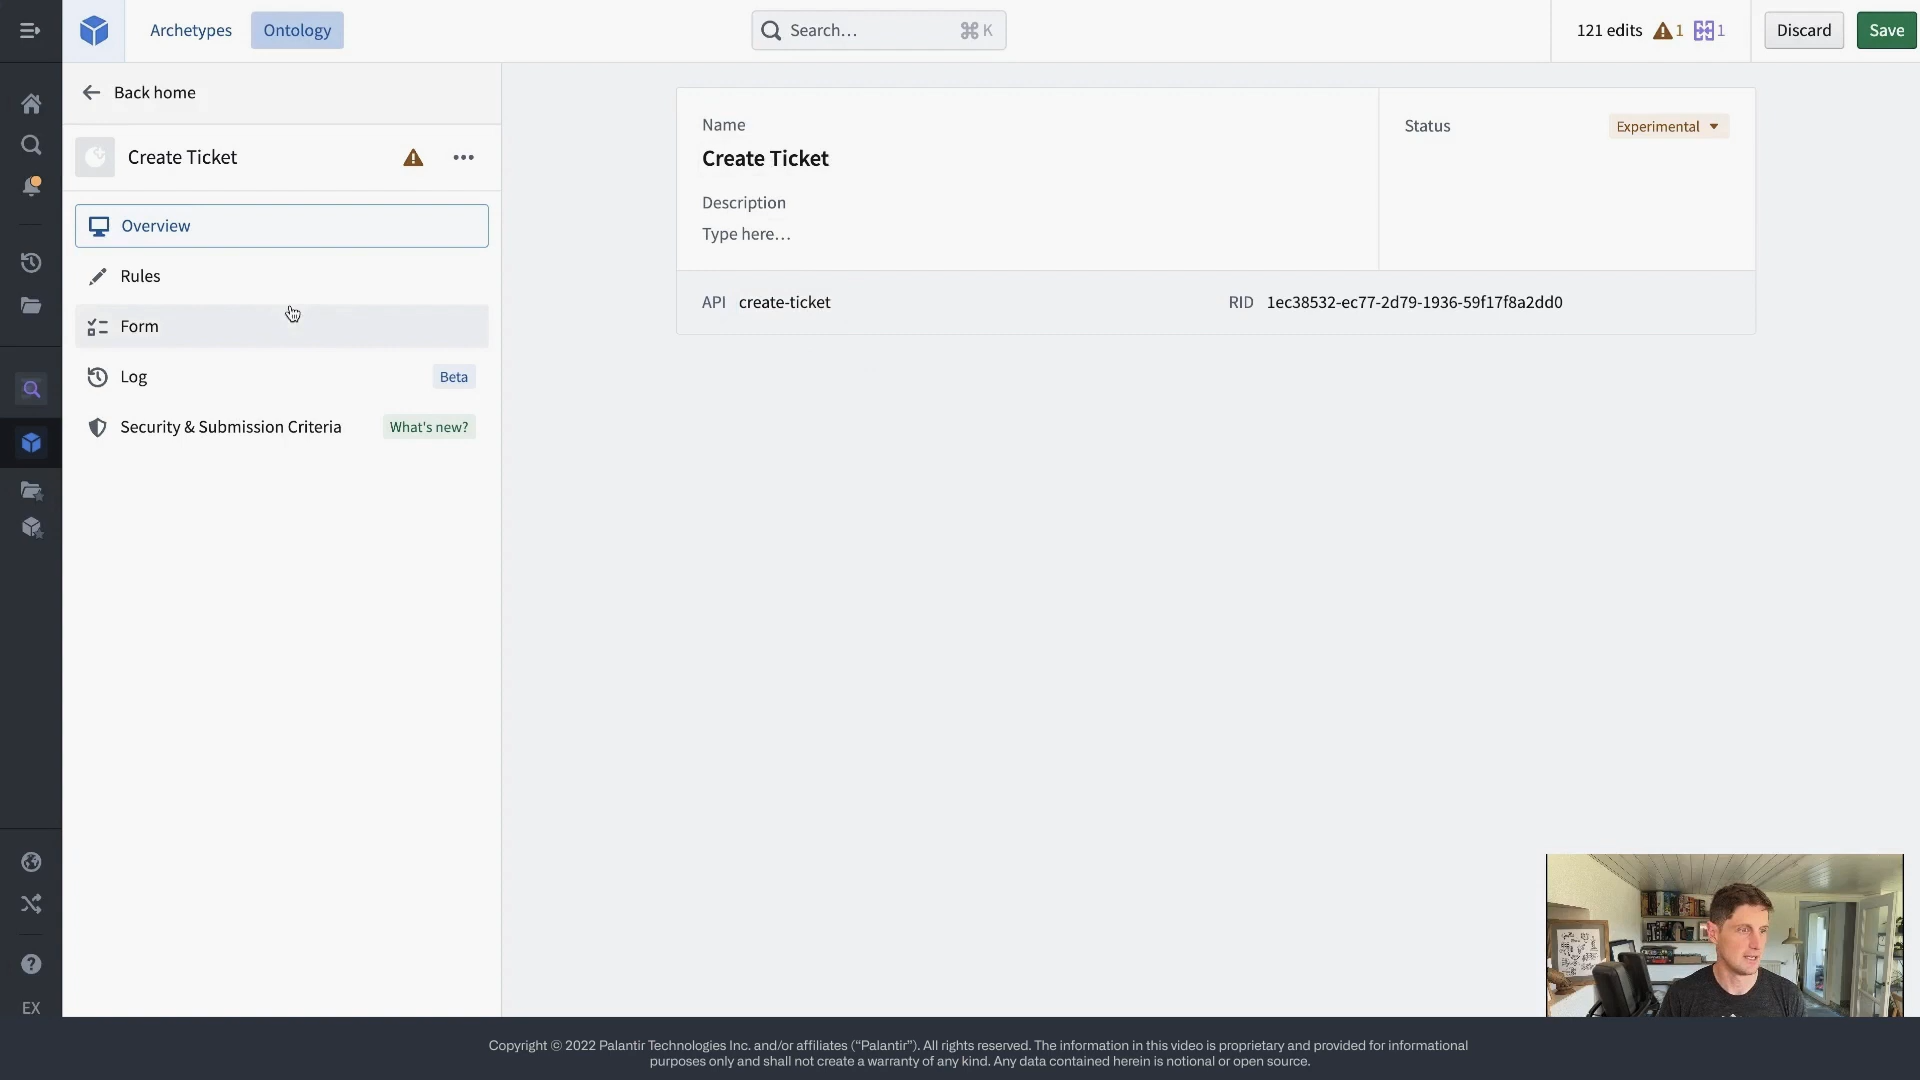 Archetypes
Ontology
Search…
⌘ K
121 edits
1
1
Discard
Save
Back home
Create Ticket
Overview
Rules
Form
Log
Beta
Security & Submission Criteria
What's new?
Name
Create Ticket
Description
Type here…
Status
Experimental
API create-ticket
RID 1ec38532-ec77-2d79-1936-59f17f8a2dd0
EX
Copyright © 2022 Palantir Technologies Inc. and/or affiliates (“Palantir”). All rights reserved. The information in this video is proprietary and provided for informational
purposes only and shall not create a warranty of any kind. Any data contained herein is notional or open source.